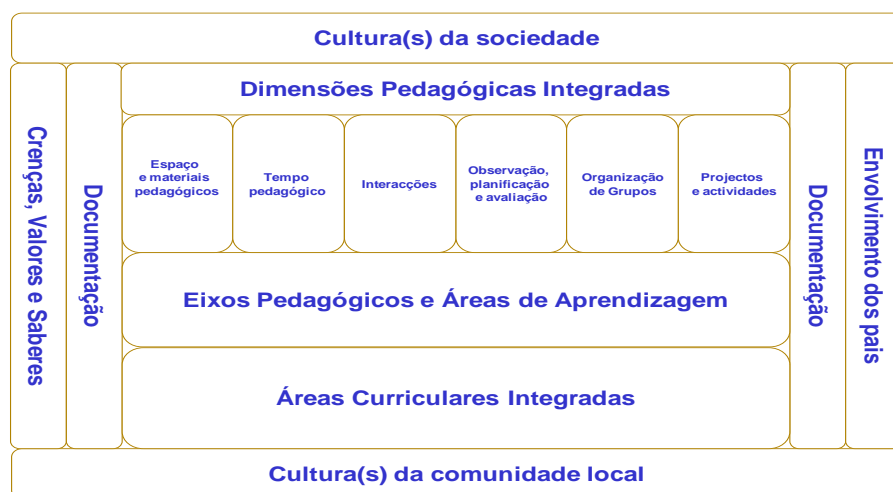 Cultura(s) da sociedade
Crenças, Valores e Saberes
Documentação
Dimensões Pedagógicas Integradas
Espaço
e materiais
pedagógicos
Tempo
pedagógico
Interacções
Observação,
planificação
e avaliação
Organização
de Grupos
Projectos
e actividades
Eixos Pedagógicos e Áreas de Aprendizagem
Áreas Curriculares Integradas
Documentação
Envolvimento dos pais
Cultura(s) da comunidade local